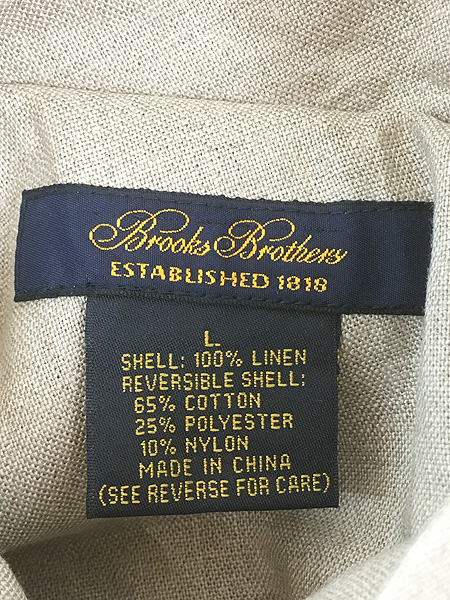 Brooks Brothers
ESTABLISHED 1818
L.
SHELL: 100% LINEN
REVERSIBLE SHELL:
65% COTTON
25% POLYESTER
10% NYLON
MADE IN CHINA
(SEE REVERSE FOR CARE)